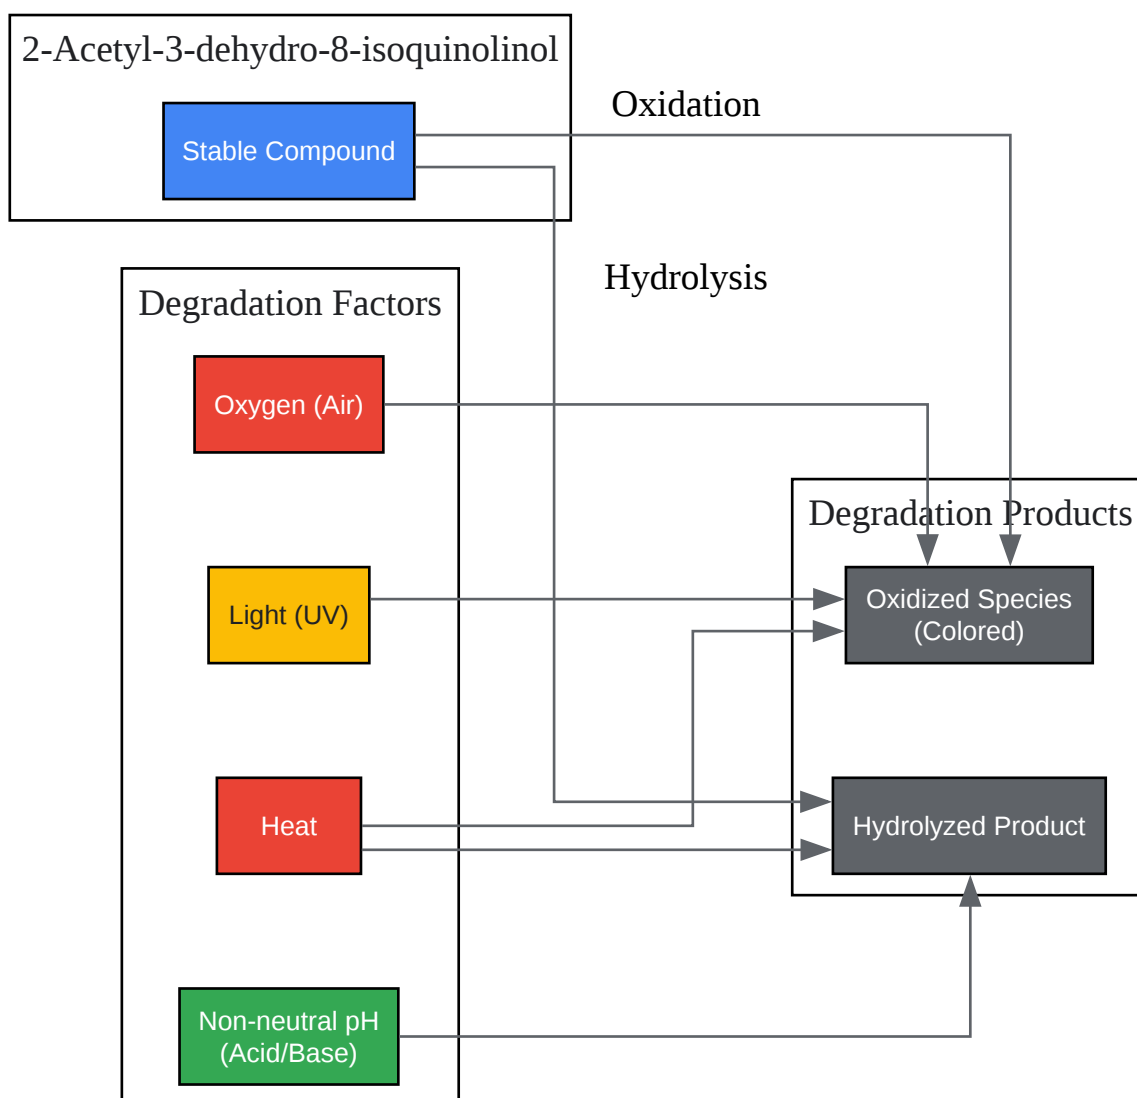 2-Acetyl-3-dehydro-8-isoquinolinol
Stable Compound
Oxidation
Hydrolysis
Degradation Factors
Oxygen (Air)
Light (UV)
Heat
Non-neutral pH
(Acid/Base)
Degradation Products
Oxidized Species
(Colored)
Hydrolyzed Product